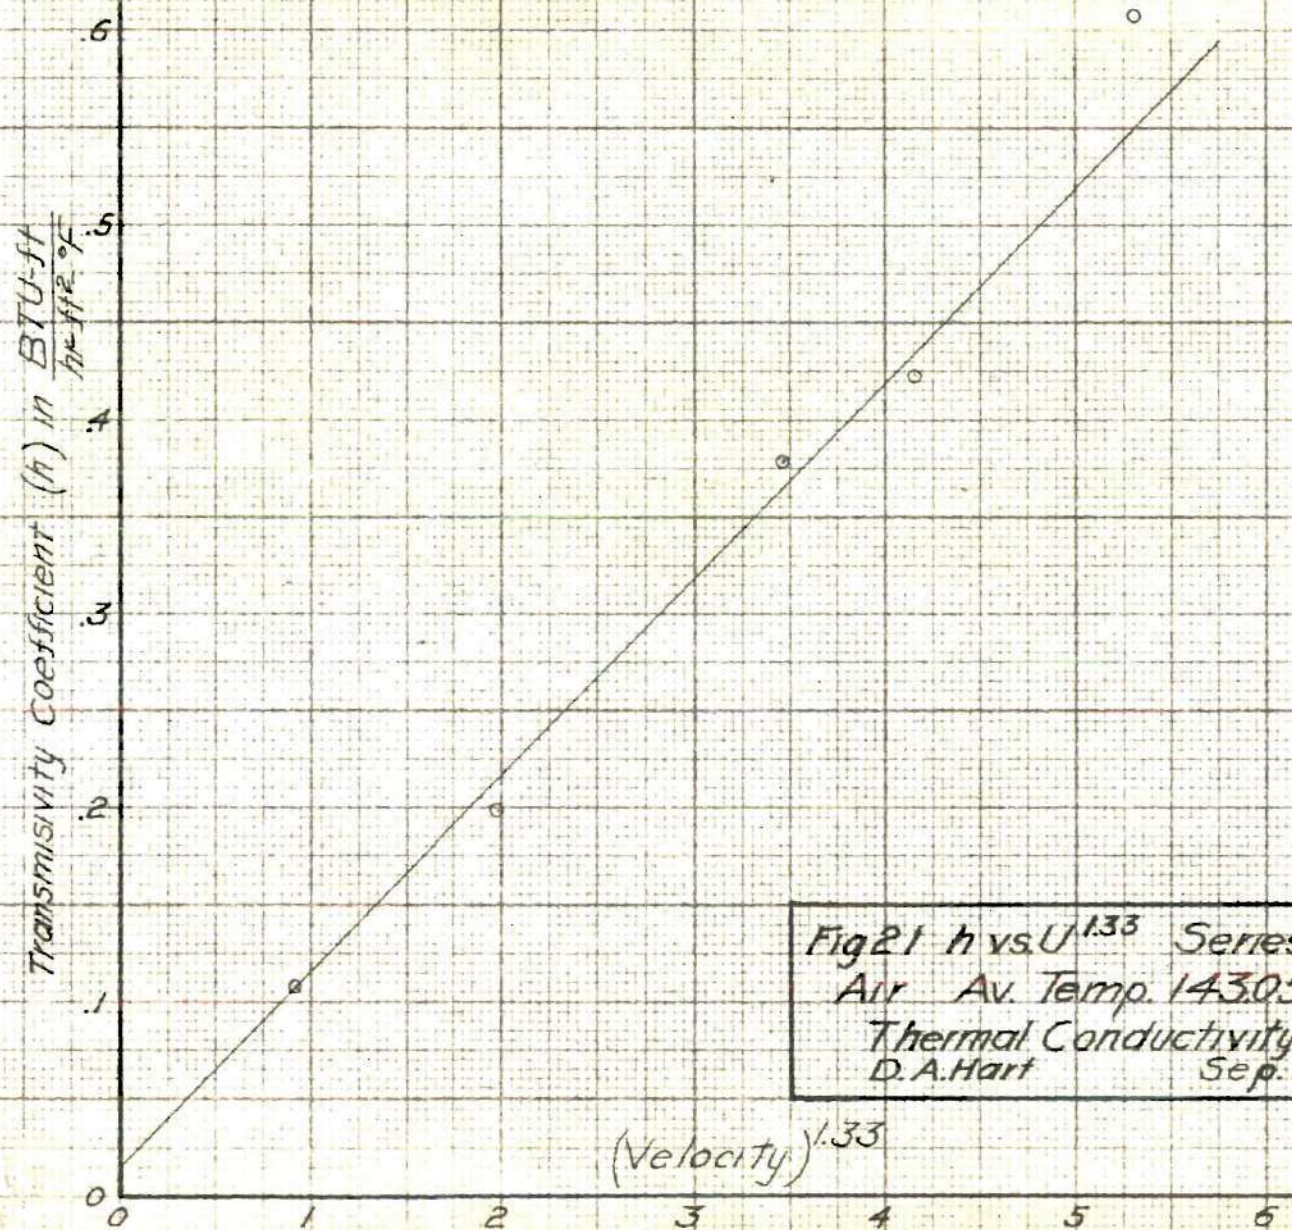 .6
.5
.4
.3
.2
.1
0
Transmisivity Coefficient (h) in BTU-ft
hr ft² °F
Fig 21 h vs. U^1.33 Series
Air Av. Temp. 143.0
Thermal Conductivity
D.A. Hart Sep.
(Velocity)^1.33
0 1 2 3 4 5 6